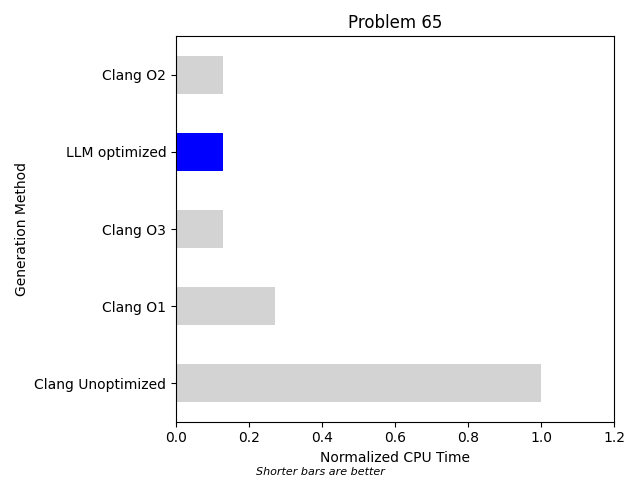 Problem 65
Generation Method
Clang O2
LLM optimized
Clang O3
Clang O1
Clang Unoptimized
0.0 0.2 0.4 0.6 0.8 1.0 1.2
Normalized CPU Time
Shorter bars are better